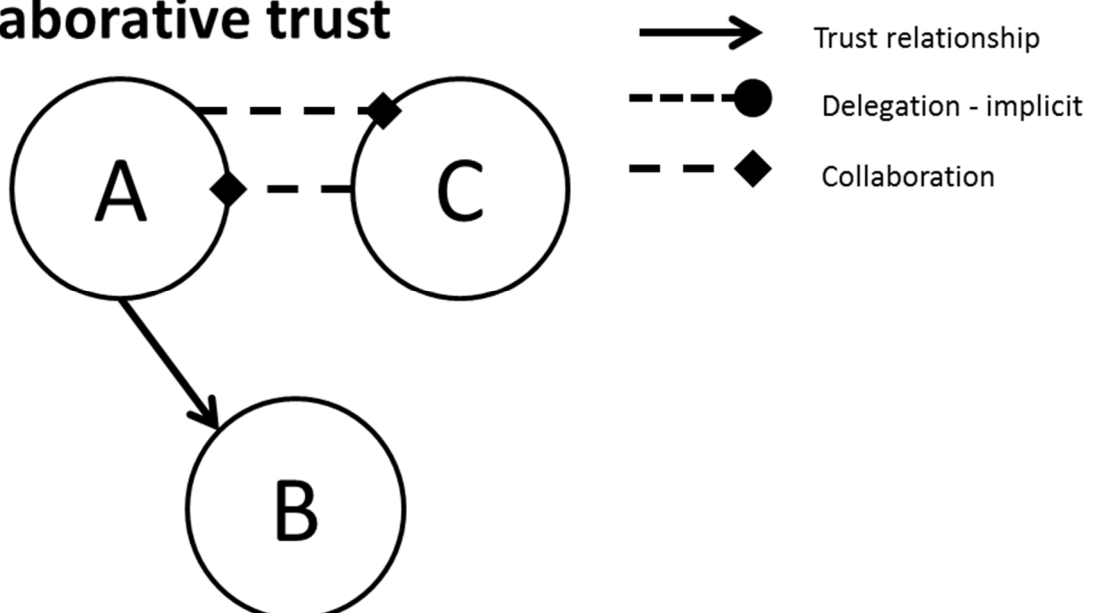 aborative trust
Trust relationship
Delegation - implicit
Collaboration
A
C
B